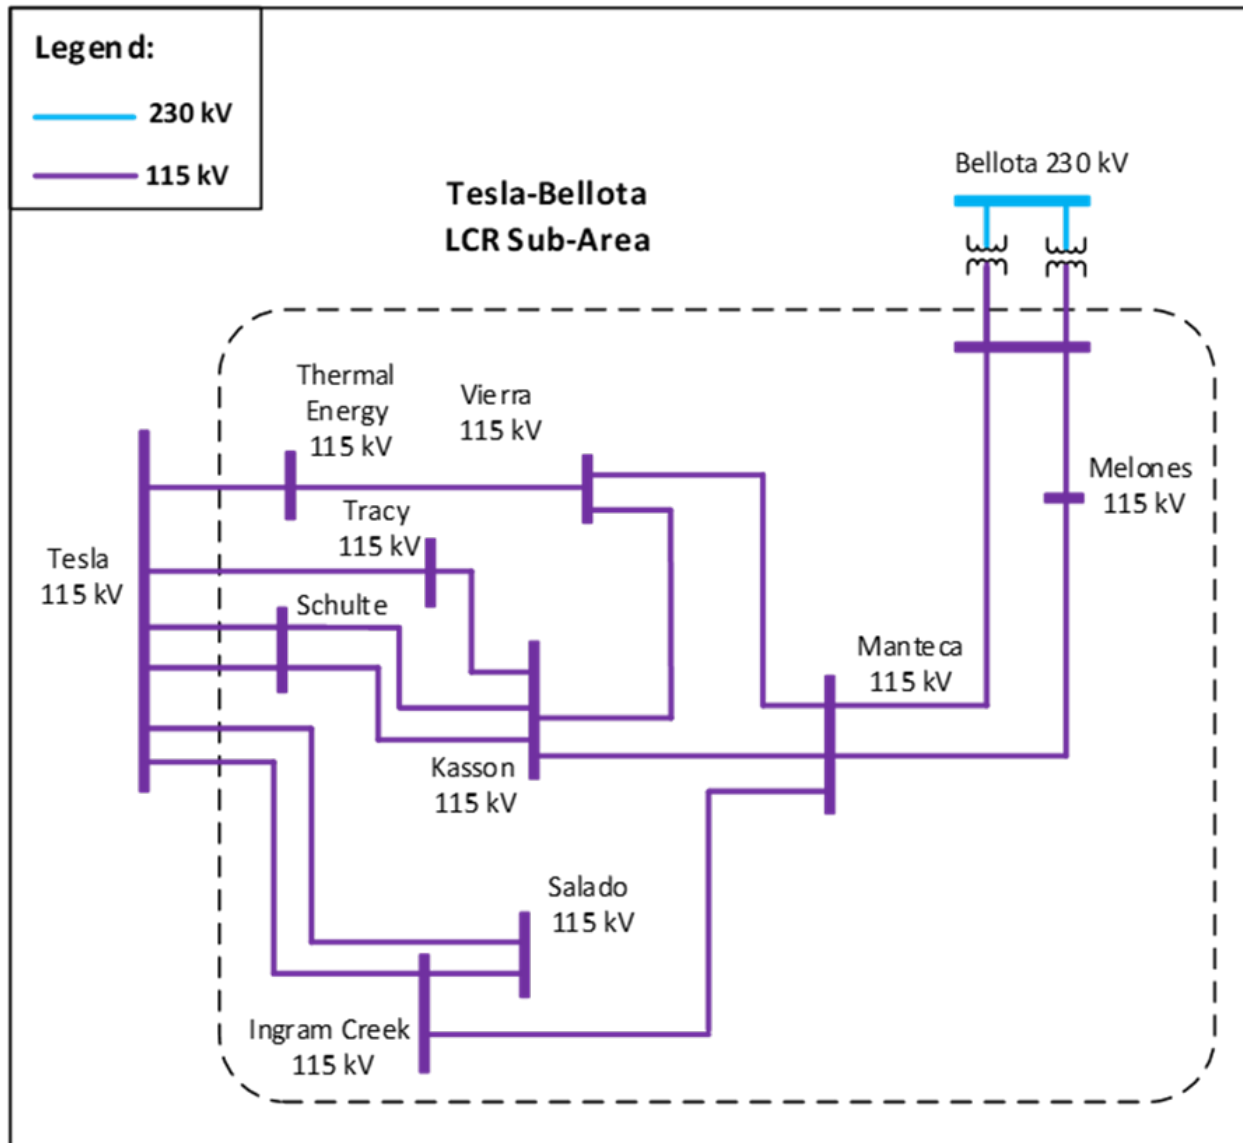 Legend:
230 kV
115 kV
Tesla-Bellota
LCR Sub-Area
Bellota 230 kV
Thermal
Energy
115 kV
Vierra
115 kV
Melones
115 kV
Tracy
115 kV
Tesla
115 kV
Schulte
Manteca
115 kV
Kasson
115 kV
Salado
115 kV
Ingram Creek
115 kV